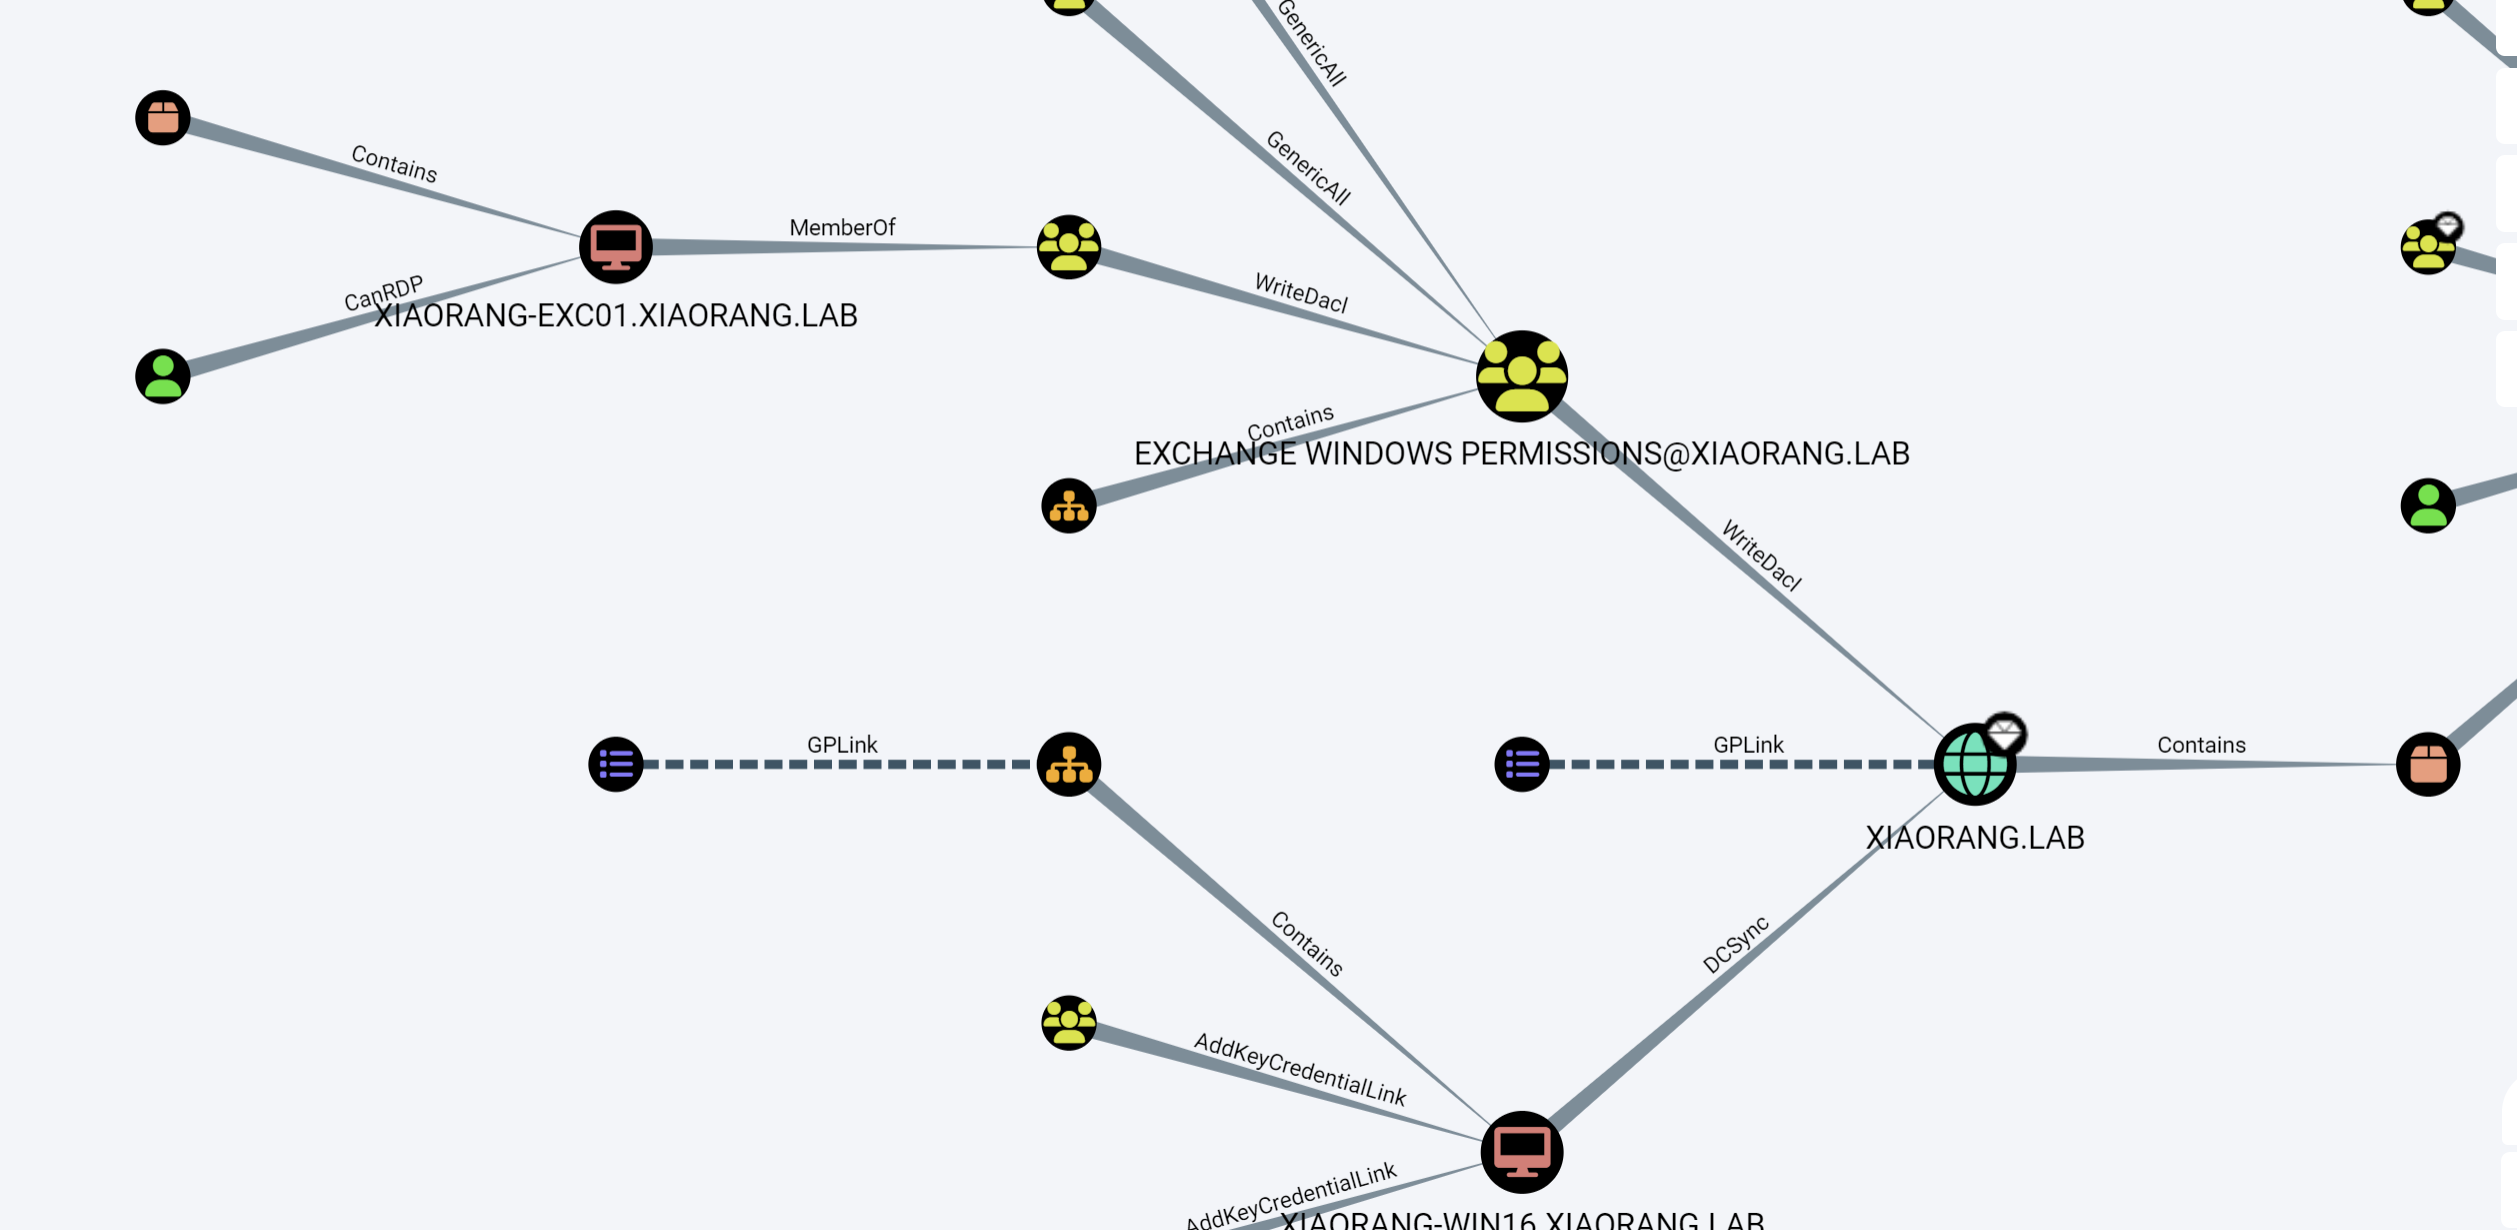 GenericAll
GenericAll
Contains
MemberOf
WriteDacl
CanRDP
XIAORANG-EXC01.XIAORANG.LAB
Contains
EXCHANGE WINDOWS PERMISSIONS@XIAORANG.LAB
WriteDacl
GPLink
GPLink
Contains
XIAORANG.LAB
Contains
DCSync
AddKeyCredentialLink
AddKeyCredentialLink
XIAORANG-WIN16.XIAORANG.LAB